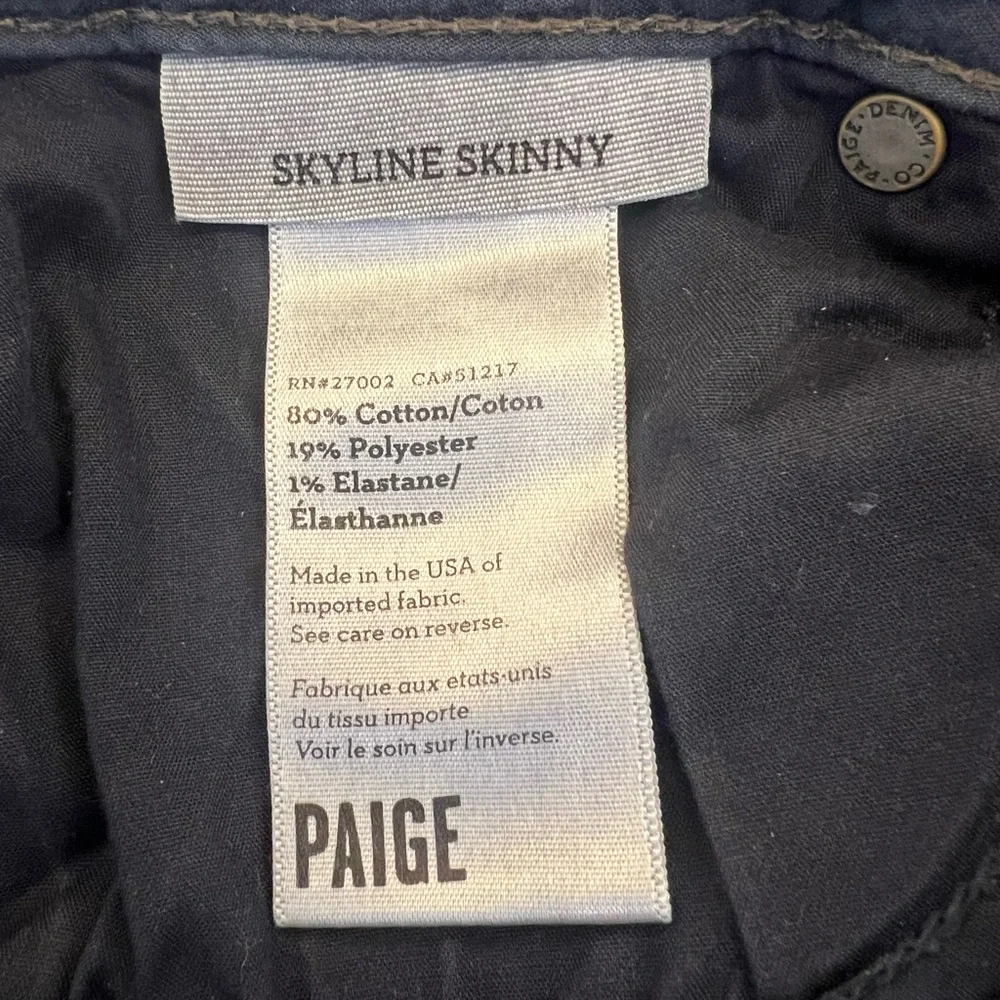 SKYLINE SKINNY
PAIGE · DENIM · CO ·
RN#27002 CA#51217
80% Cotton/Coton
19% Polyester
1% Elastane/
Élasthanne
Made in the USA of
imported fabric.
See care on reverse.
Fabrique aux etats-unis
du tissu importe
Voir le soin sur l'inverse.
PAIGE